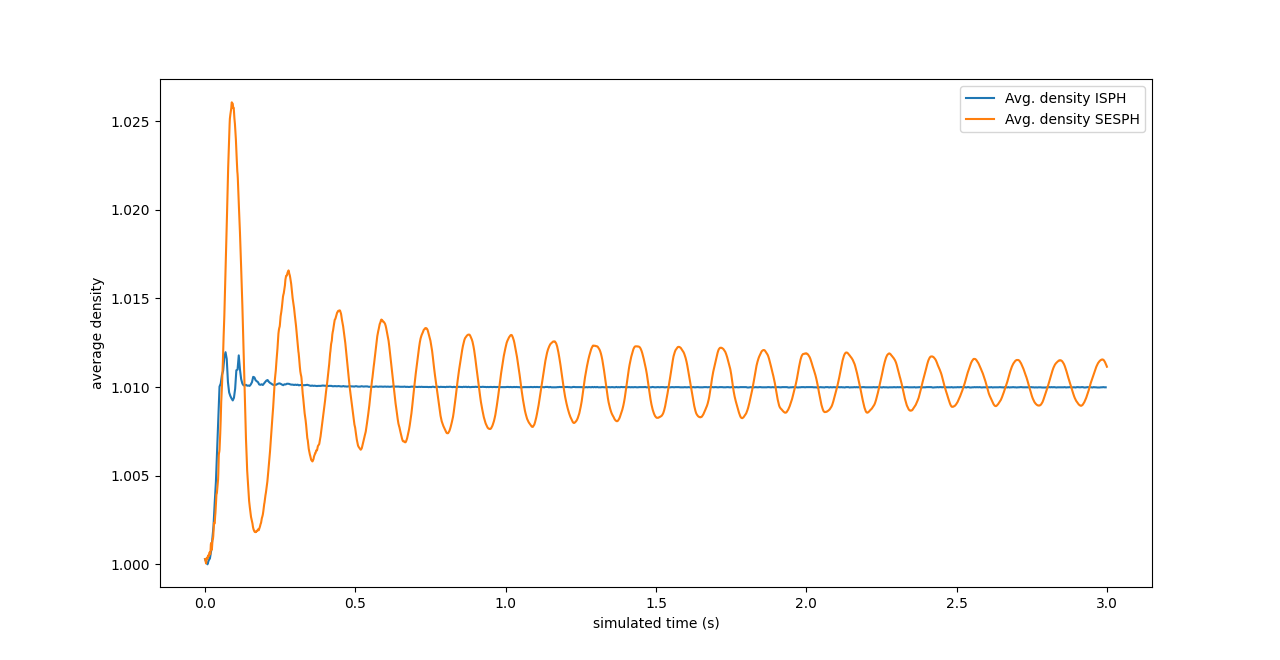 Avg. density ISPH
Avg. density SESPH
average density
1.025
1.020
1.015
1.010
1.005
1.000
0.0 0.5 1.0 1.5 2.0 2.5 3.0
simulated time (s)